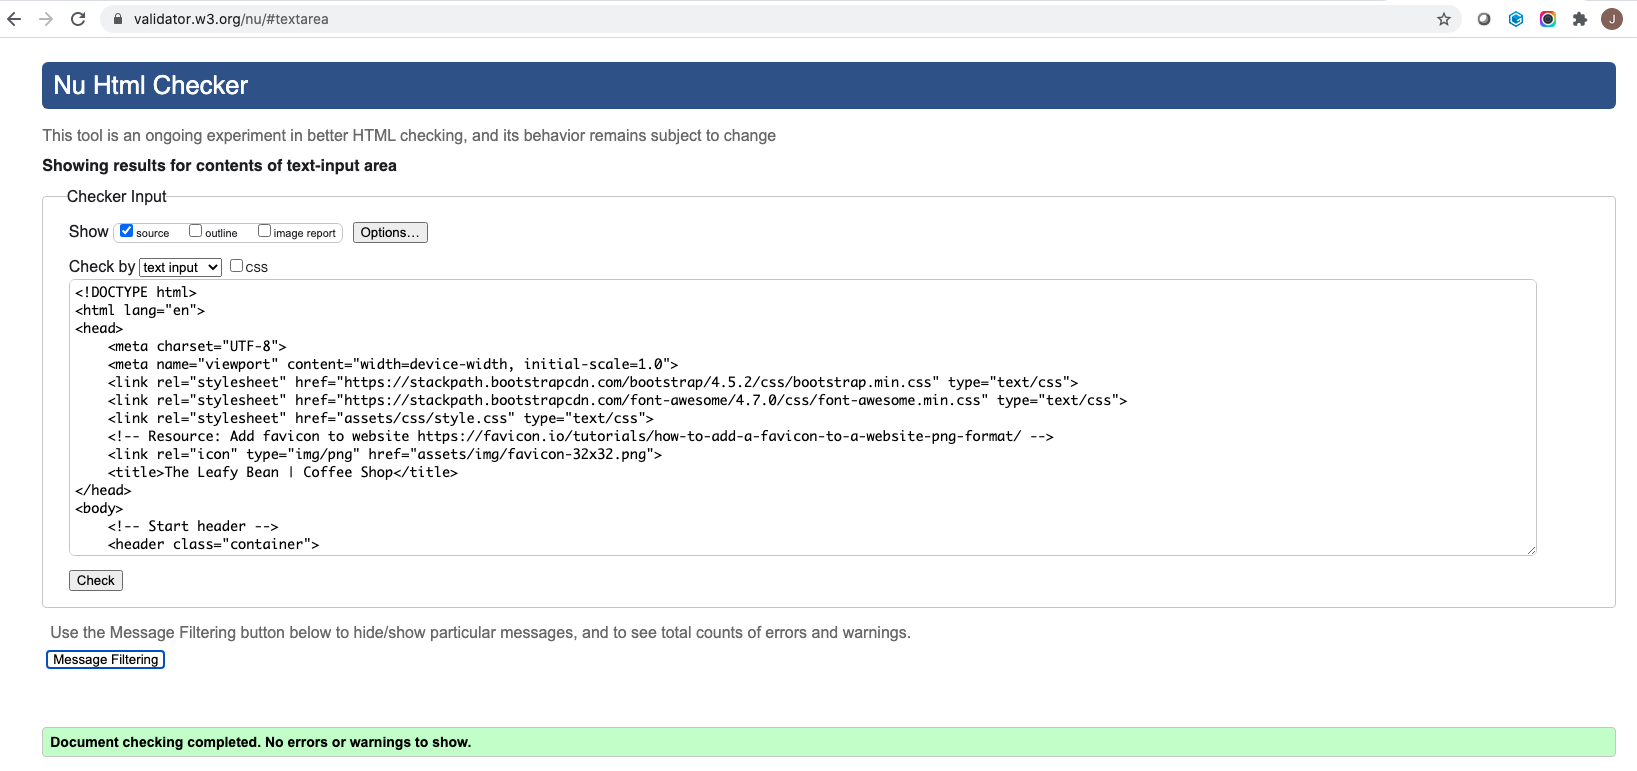 validator.w3.org/nu/#textarea
J
Nu Html Checker
This tool is an ongoing experiment in better HTML checking, and its behavior remains subject to change
Showing results for contents of text-input area
Checker Input
Show source outline image report Options...
Check by text input CSS
<!DOCTYPE html>
<html lang="en">
<head>
    <meta charset="UTF-8">
    <meta name="viewport" content="width=device-width, initial-scale=1.0">
    <link rel="stylesheet" href="https://stackpath.bootstrapcdn.com/bootstrap/4.5.2/css/bootstrap.min.css" type="text/css">
    <link rel="stylesheet" href="https://stackpath.bootstrapcdn.com/font-awesome/4.7.0/css/font-awesome.min.css" type="text/css">
    <link rel="stylesheet" href="assets/css/style.css" type="text/css">
    <!-- Resource: Add favicon to website https://favicon.io/tutorials/how-to-add-a-favicon-to-a-website-png-format/ -->
    <link rel="icon" type="img/png" href="assets/img/favicon-32x32.png">
    <title>The Leafy Bean | Coffee Shop</title>
</head>
<body>
    <!-- Start header -->
    <header class="container">
Check
Use the Message Filtering button below to hide/show particular messages, and to see total counts of errors and warnings.
Message Filtering
Document checking completed. No errors or warnings to show.